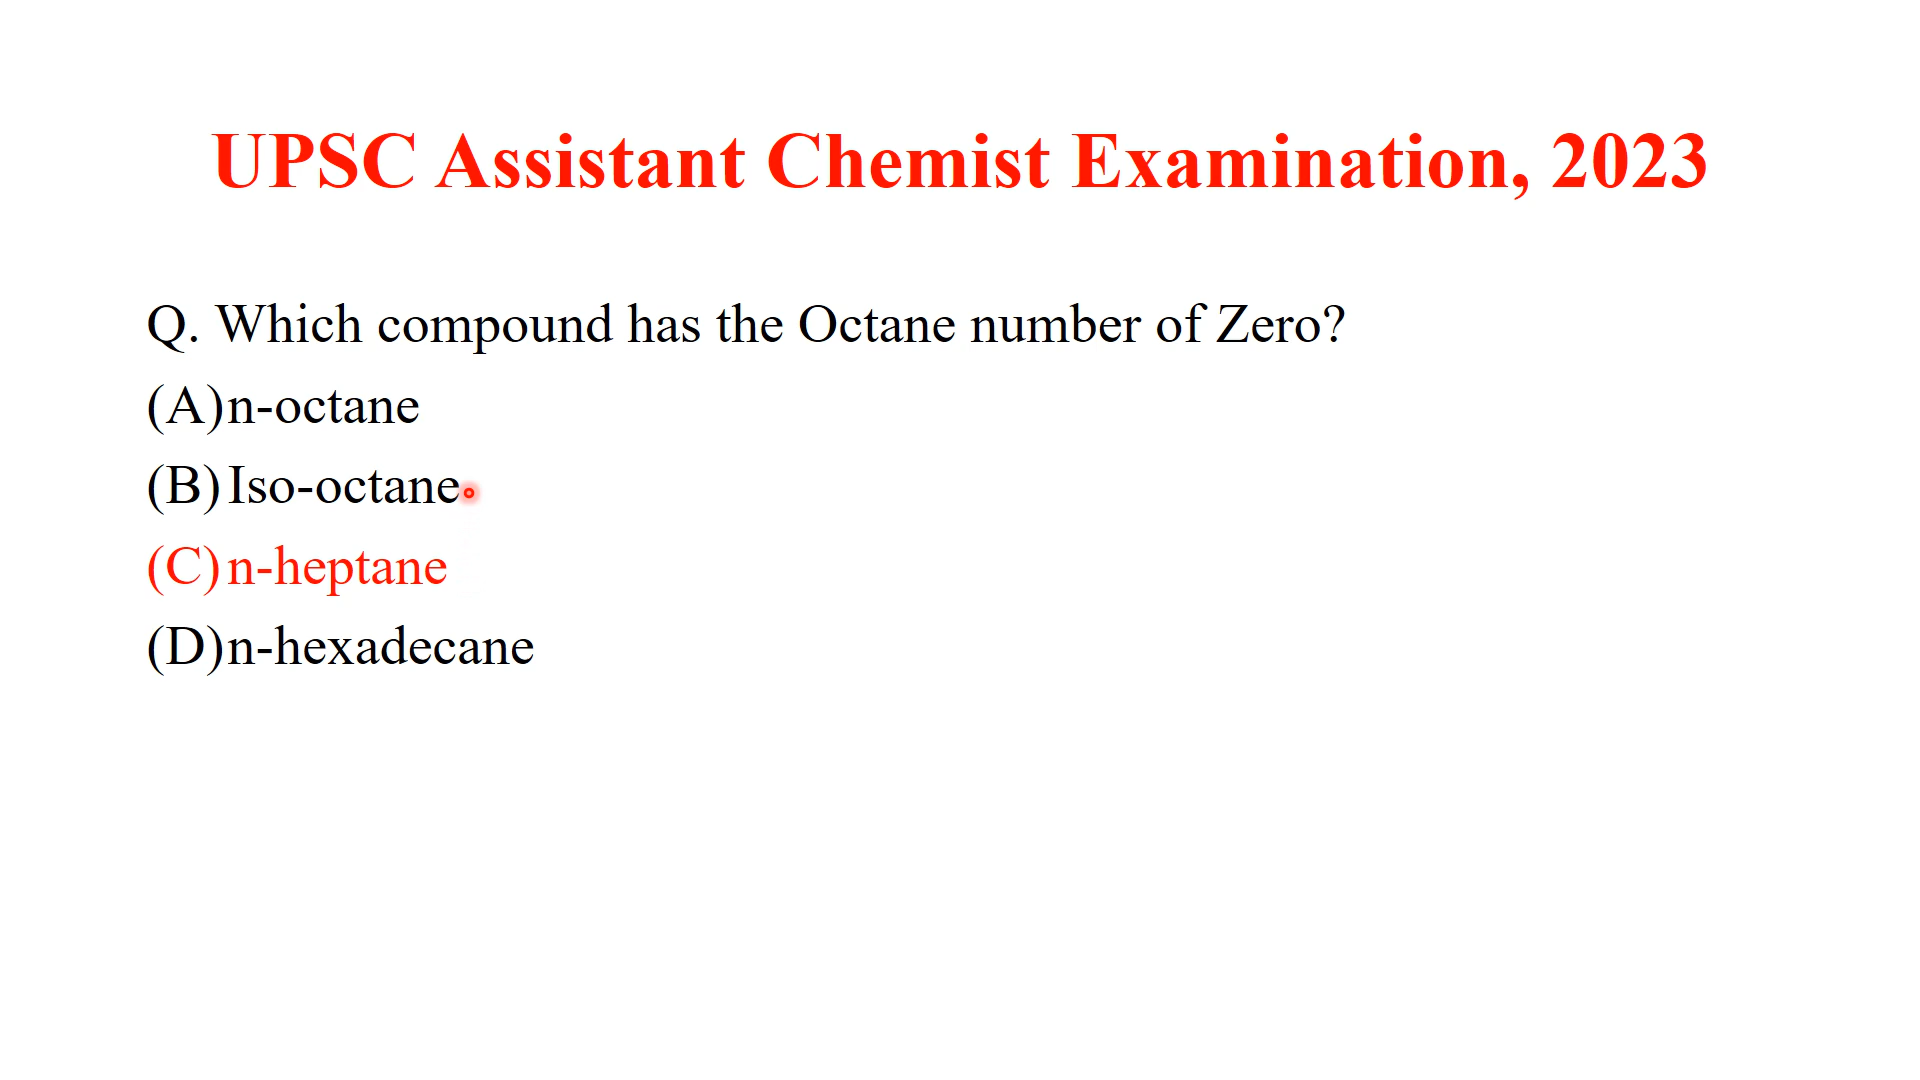 UPSC Assistant Chemist Examination, 2023
Q. Which compound has the Octane number of Zero?
(A) n-octane
(B) Iso-octane
(C) n-heptane
(D) n-hexadecane